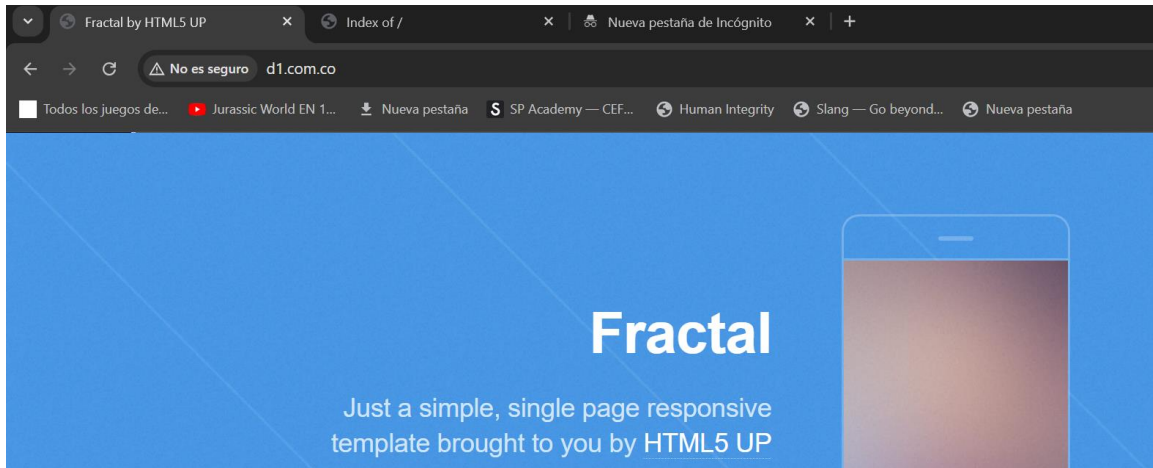 Fractal by HTML5 UP
Index of /
Nueva pestaña de Incógnito
No es seguro d1.com.co
Todos los juegos de... Jurassic World EN 1... Nueva pestaña SP Academy — CEF... Human Integrity Slang — Go beyond... Nueva pestaña
Fractal
Just a simple, single page responsive
template brought to you by HTML5 UP